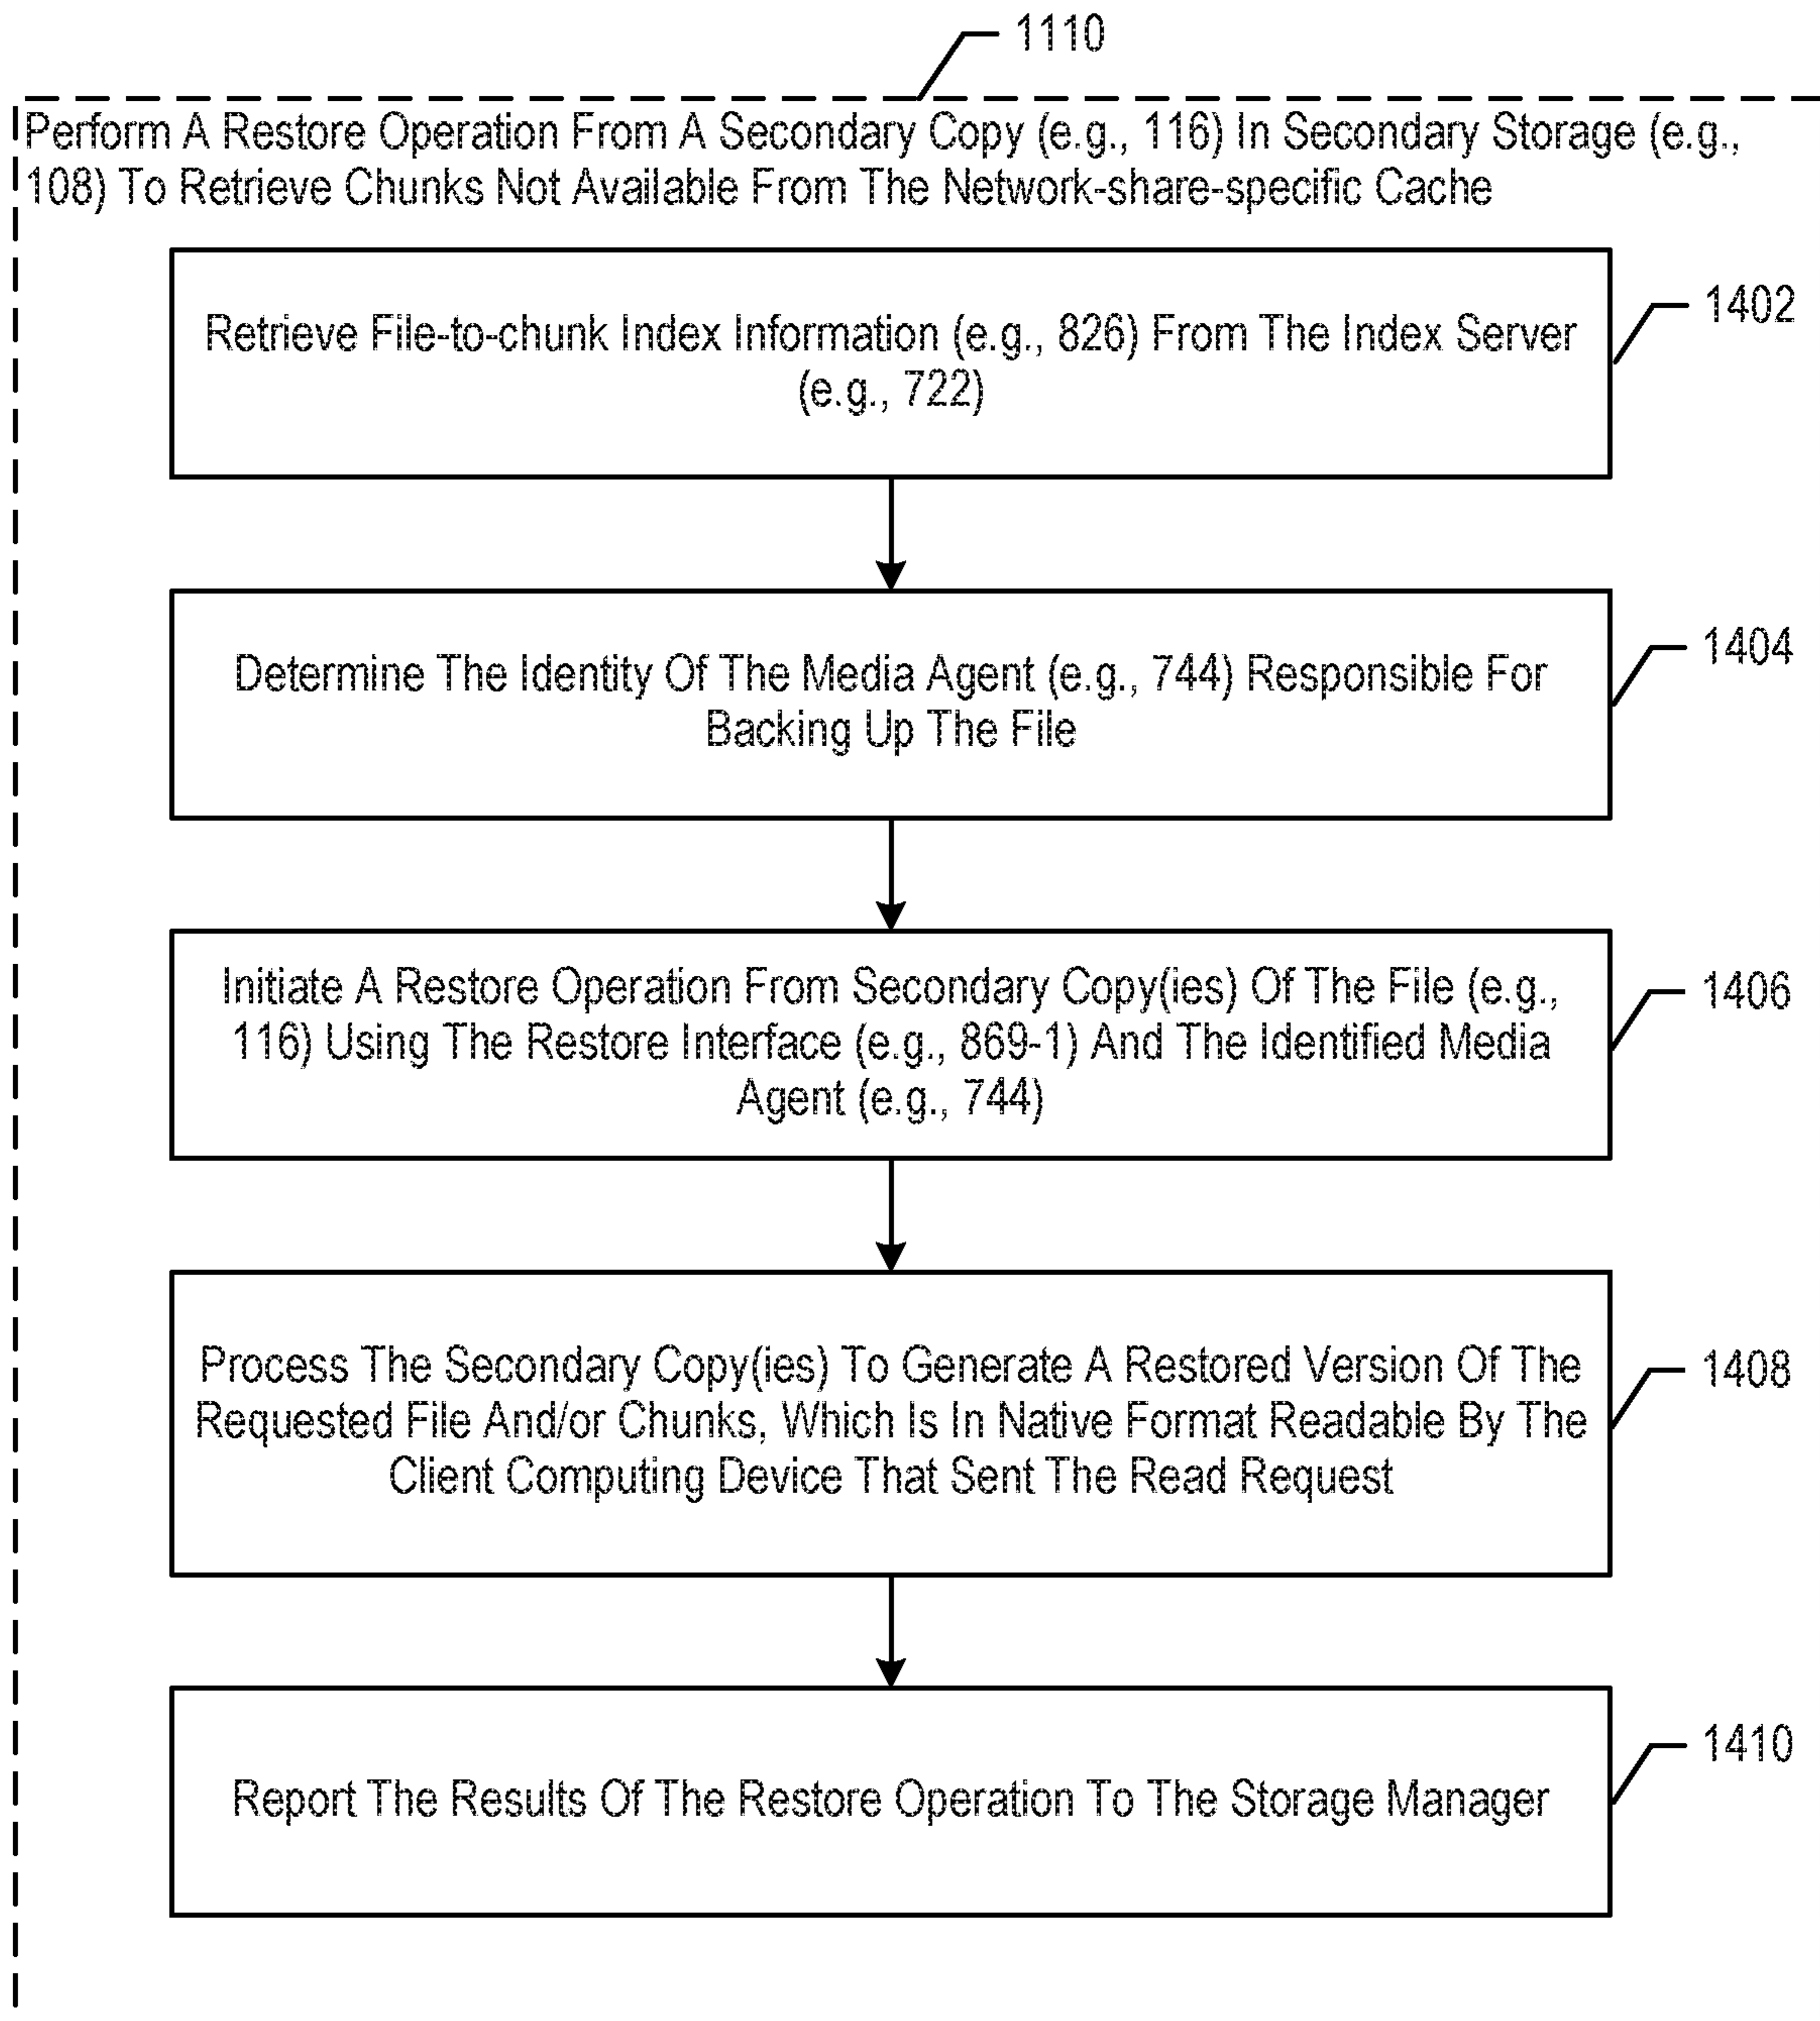 1110
Perform A Restore Operation From A Secondary Copy (e.g., 116) In Secondary Storage (e.g.,
108) To Retrieve Chunks Not Available From The Network-share-specific Cache
1402
Retrieve File-to-chunk Index Information (e.g., 826) From The Index Server
(e.g., 722)
1404
Determine The Identity Of The Media Agent (e.g., 744) Responsible For
Backing Up The File
1406
Initiate A Restore Operation From Secondary Copy(ies) Of The File (e.g.,
116) Using The Restore Interface (e.g., 869-1) And The Identified Media
Agent (e.g., 744)
1408
Process The Secondary Copy(ies) To Generate A Restored Version Of The
Requested File And/or Chunks, Which Is In Native Format Readable By The
Client Computing Device That Sent The Read Request
1410
Report The Results Of The Restore Operation To The Storage Manager